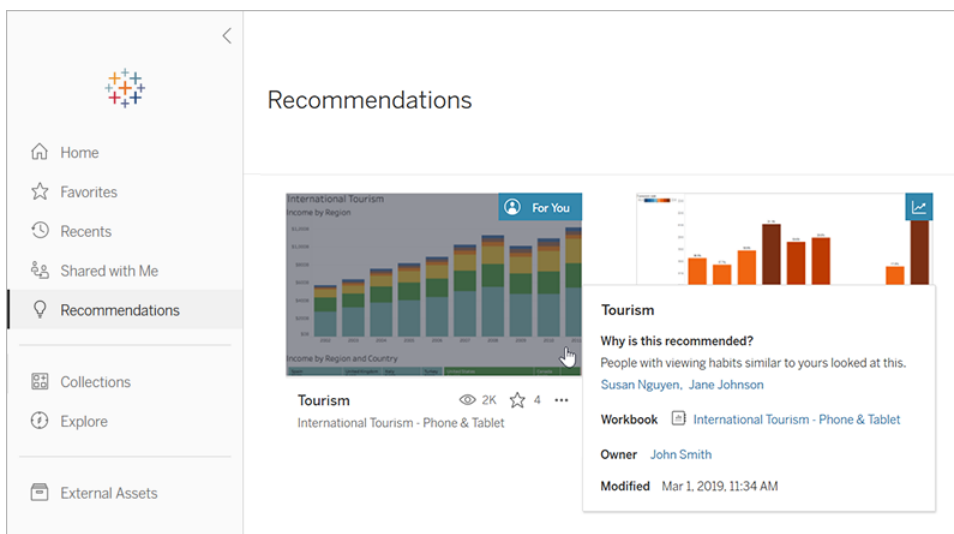 Recommendations
Home
Favorites
Recents
Shared with Me
Recommendations
Collections
Explore
External Assets
International Tourism
Income by Region
For You
Income by Region and Country
Tourism
2K
4
International Tourism - Phone & Tablet
Tourism
Why is this recommended?
People with viewing habits similar to yours looked at this.
Susan Nguyen, Jane Johnson
Workbook International Tourism - Phone & Tablet
Owner John Smith
Modified Mar 1, 2019, 11:34 AM